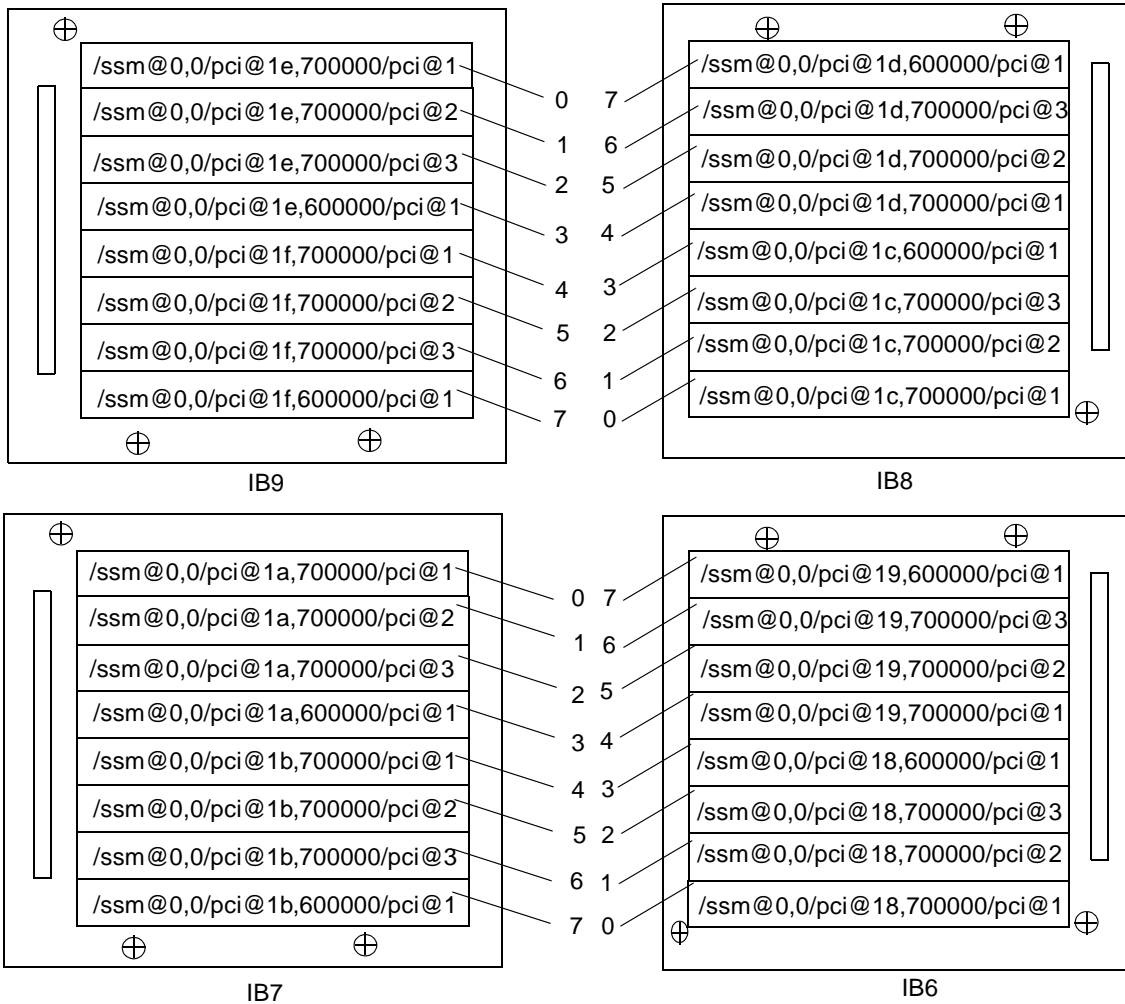 /ssm@0,0/pci@1e,700000/pci@1
/ssm@0,0/pci@1e,700000/pci@2
/ssm@0,0/pci@1e,700000/pci@3
/ssm@0,0/pci@1e,600000/pci@1
/ssm@0,0/pci@1f,700000/pci@1
/ssm@0,0/pci@1f,700000/pci@2
/ssm@0,0/pci@1f,700000/pci@3
/ssm@0,0/pci@1f,600000/pci@1
0
1
2
3
4
5
6
7
IB9
7
6
5
4
3
2
1
0
/ssm@0,0/pci@1d,600000/pci@1
/ssm@0,0/pci@1d,700000/pci@3
/ssm@0,0/pci@1d,700000/pci@2
/ssm@0,0/pci@1d,700000/pci@1
/ssm@0,0/pci@1c,600000/pci@1
/ssm@0,0/pci@1c,700000/pci@3
/ssm@0,0/pci@1c,700000/pci@2
/ssm@0,0/pci@1c,700000/pci@1
IB8
/ssm@0,0/pci@1a,700000/pci@1
/ssm@0,0/pci@1a,700000/pci@2
/ssm@0,0/pci@1a,700000/pci@3
/ssm@0,0/pci@1a,600000/pci@1
/ssm@0,0/pci@1b,700000/pci@1
/ssm@0,0/pci@1b,700000/pci@2
/ssm@0,0/pci@1b,700000/pci@3
/ssm@0,0/pci@1b,600000/pci@1
0
1
2
3
4
5
6
7
IB7
7
6
5
4
3
2
1
0
/ssm@0,0/pci@19,600000/pci@1
/ssm@0,0/pci@19,700000/pci@3
/ssm@0,0/pci@19,700000/pci@2
/ssm@0,0/pci@19,700000/pci@1
/ssm@0,0/pci@18,600000/pci@1
/ssm@0,0/pci@18,700000/pci@3
/ssm@0,0/pci@18,700000/pci@2
/ssm@0,0/pci@18,700000/pci@1
IB6